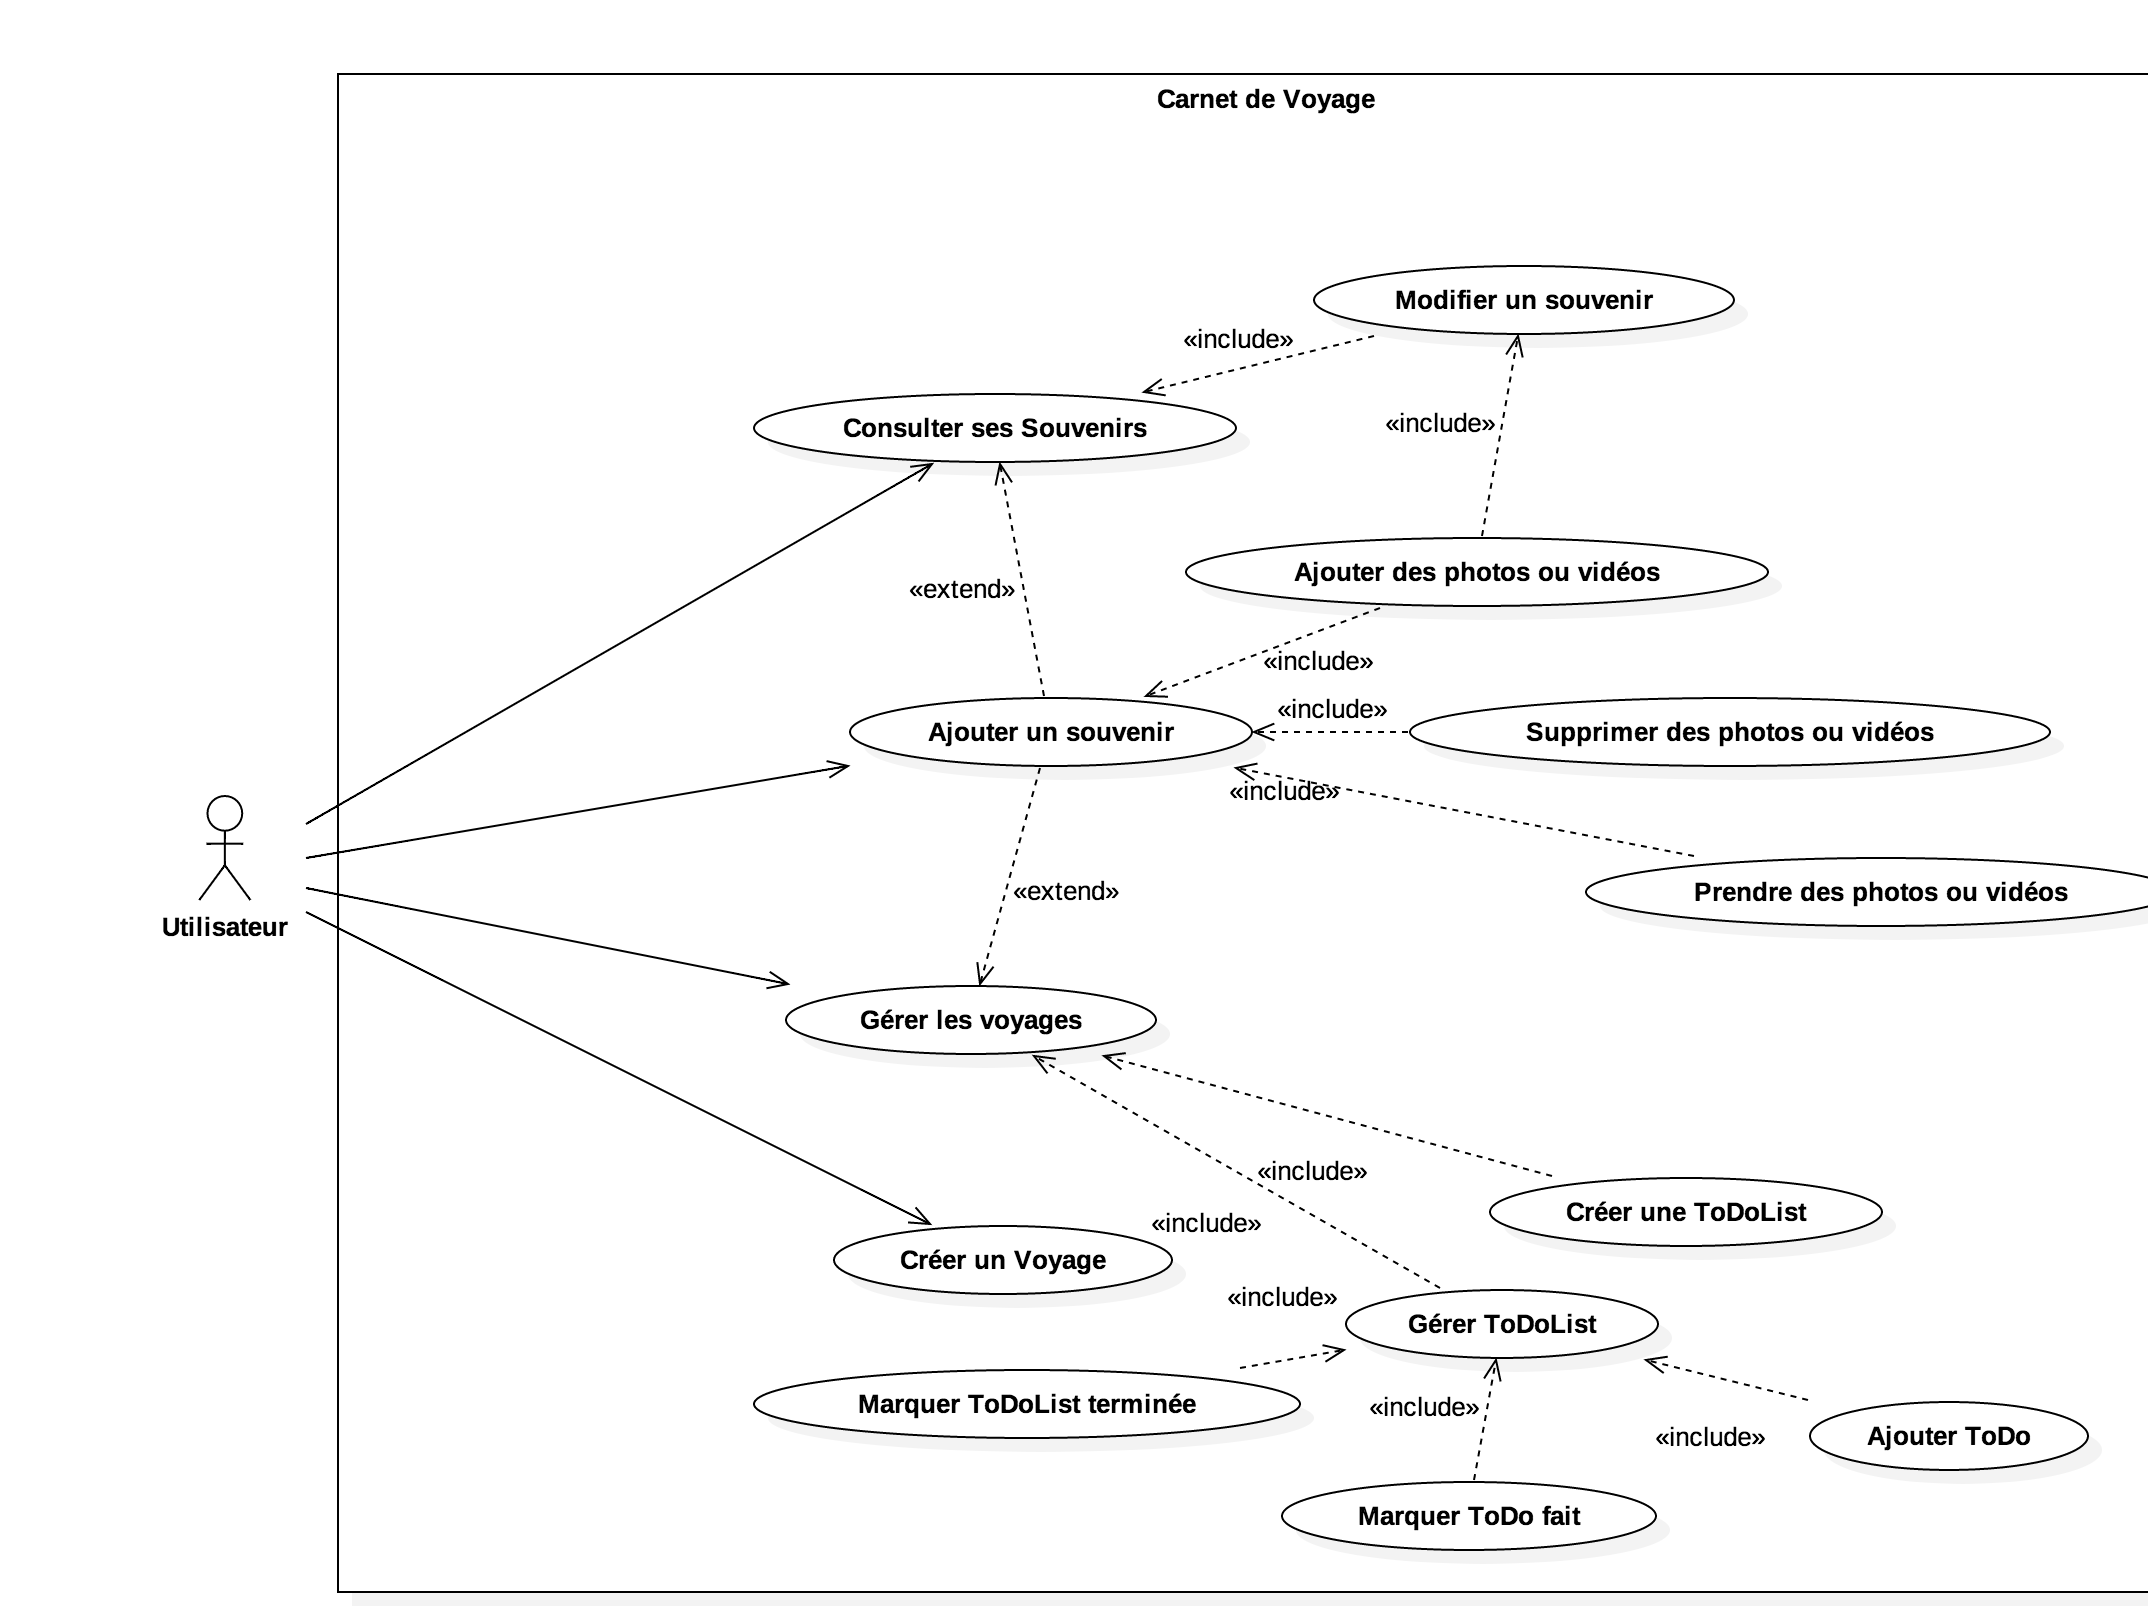 Carnet de Voyage
Modifier un souvenir
«include»
Consulter ses Souvenirs
«include»
Ajouter des photos ou vidéos
«extend»
«include»
«include»
Ajouter un souvenir
Supprimer des photos ou vidéos
«include»
Prendre des photos ou vidéos
«extend»
Utilisateur
Gérer les voyages
«include»
Créer une ToDoList
«include»
Créer un Voyage
«include»
Gérer ToDoList
Marquer ToDoList terminée
«include»
«include»
Ajouter ToDo
Marquer ToDo fait